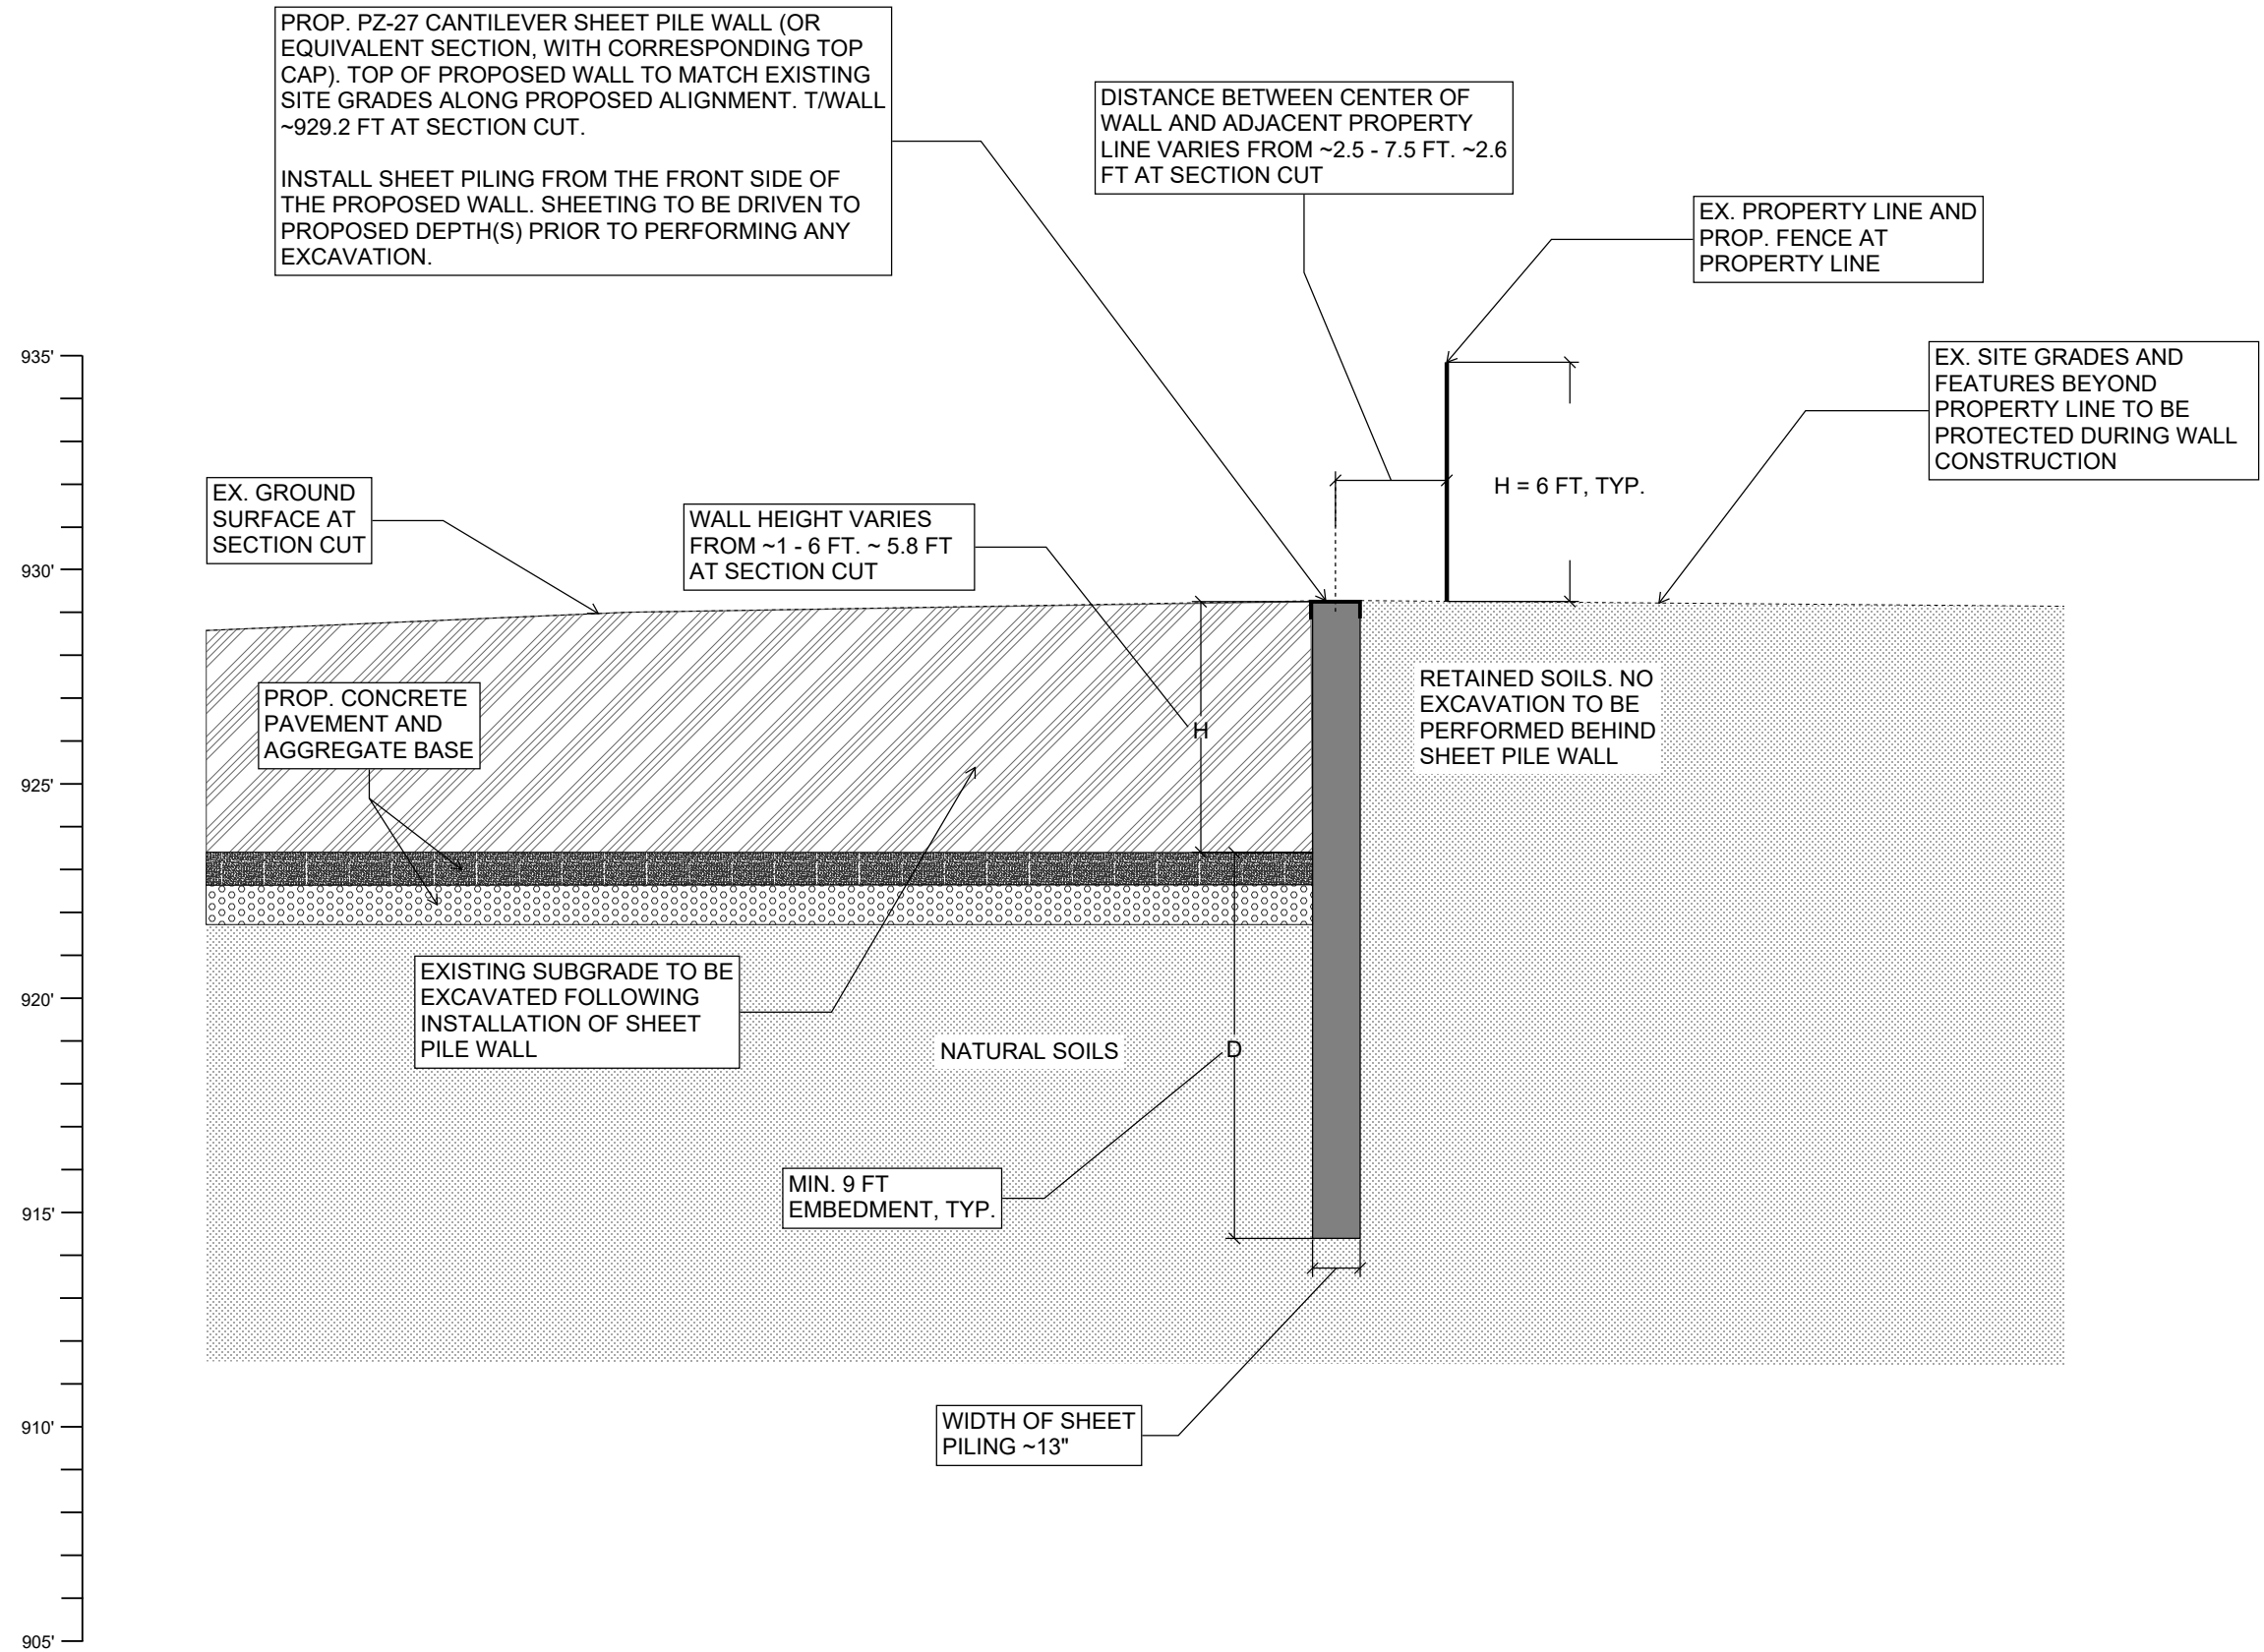 PROP. PZ-27 CANTILEVER SHEET PILE WALL (OR
EQUIVALENT SECTION, WITH CORRESPONDING TOP
CAP). TOP OF PROPOSED WALL TO MATCH EXISTING
SITE GRADES ALONG PROPOSED ALIGNMENT. T/WALL
~929.2 FT AT SECTION CUT.
INSTALL SHEET PILING FROM THE FRONT SIDE OF
THE PROPOSED WALL. SHEETING TO BE DRIVEN TO
PROPOSED DEPTH(S) PRIOR TO PERFORMING ANY
EXCAVATION.
DISTANCE BETWEEN CENTER OF
WALL AND ADJACENT PROPERTY
LINE VARIES FROM ~2.5 - 7.5 FT. ~2.6
FT AT SECTION CUT
EX. PROPERTY LINE AND
PROP. FENCE AT
PROPERTY LINE
EX. SITE GRADES AND
FEATURES BEYOND
PROPERTY LINE TO BE
PROTECTED DURING WALL
CONSTRUCTION
935'
H = 6 FT, TYP.
EX. GROUND
SURFACE AT
SECTION CUT
WALL HEIGHT VARIES
FROM ~1 - 6 FT. ~ 5.8 FT
AT SECTION CUT
930'
PROP. CONCRETE
PAVEMENT AND
AGGREGATE BASE
H
RETAINED SOILS. NO
EXCAVATION TO BE
PERFORMED BEHIND
SHEET PILE WALL
925'
EXISTING SUBGRADE TO BE
EXCAVATED FOLLOWING
INSTALLATION OF SHEET
PILE WALL
920'
NATURAL SOILS
D
MIN. 9 FT
EMBEDMENT, TYP.
915'
WIDTH OF SHEET
PILING ~13"
910'
905'